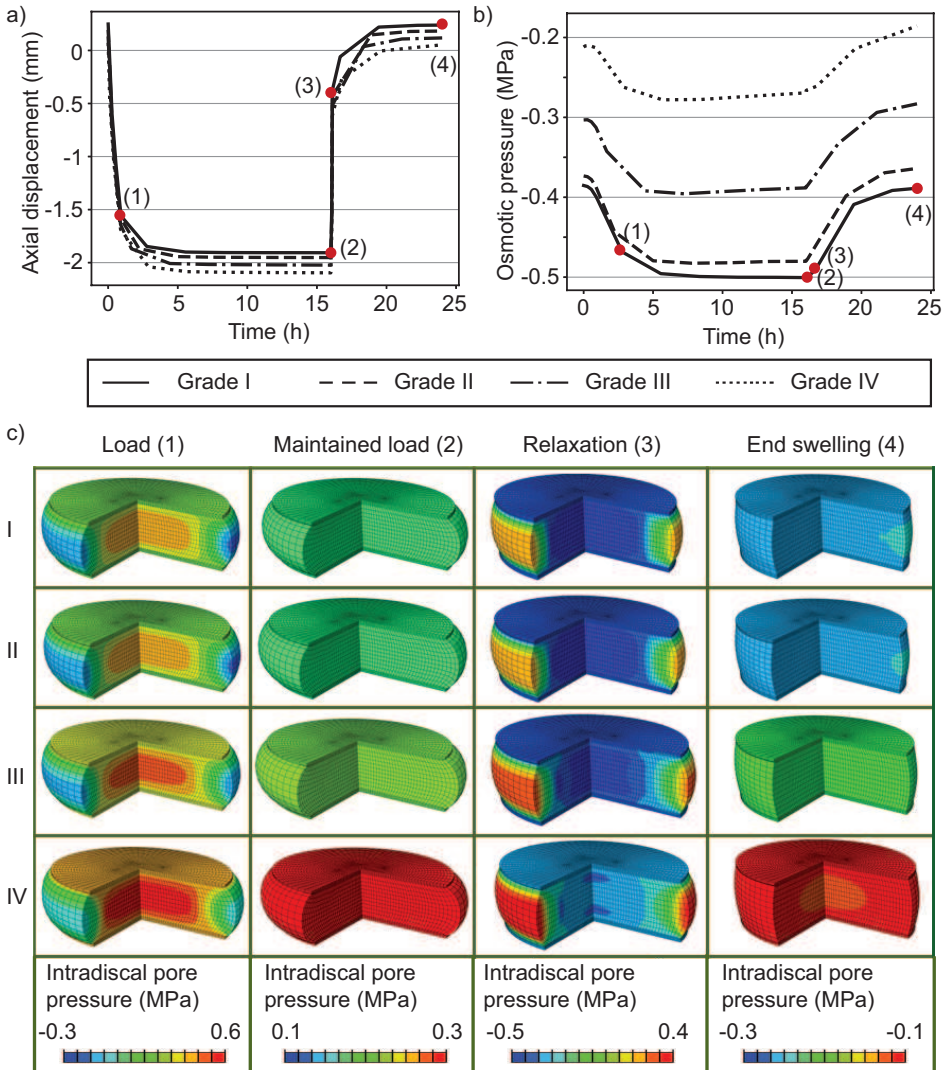 a)
Axial displacement (mm)
0
-0.5
-1
-1.5
-2
(1)
(2)
(3)
(4)
0 5 10 15 20 25
Time (h)
b)
Osmotic pressure (MPa)
-0.2
-0.3
-0.4
-0.5
(1)
(2)
(3)
(4)
0 5 10 15 20 25
Time (h)
Grade I Grade II Grade III Grade IV
c)
Load (1) Maintained load (2) Relaxation (3) End swelling (4)
I
II
III
IV
Intradiscal pore
pressure (MPa)
-0.3 0.6
Intradiscal pore
pressure (MPa)
0.1 0.3
Intradiscal pore
pressure (MPa)
-0.5 0.4
Intradiscal pore
pressure (MPa)
-0.3 -0.1